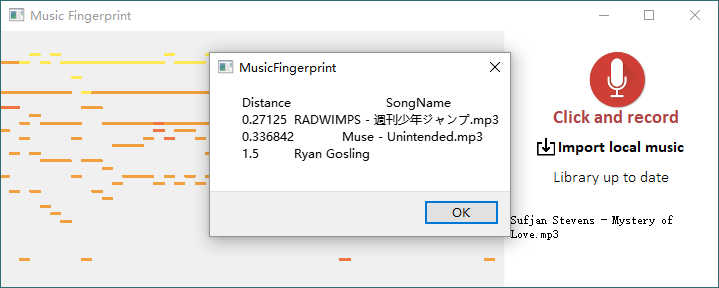 Music Fingerprint
MusicFingerprint
Distance SongName
0.27125 RADWIMPS - 週刊少年ジャンプ.mp3
0.336842 Muse - Unintended.mp3
1.5 Ryan Gosling
OK
Click and record
Import local music
Library up to date
Sufjan Stevens - Mystery of
Love.mp3